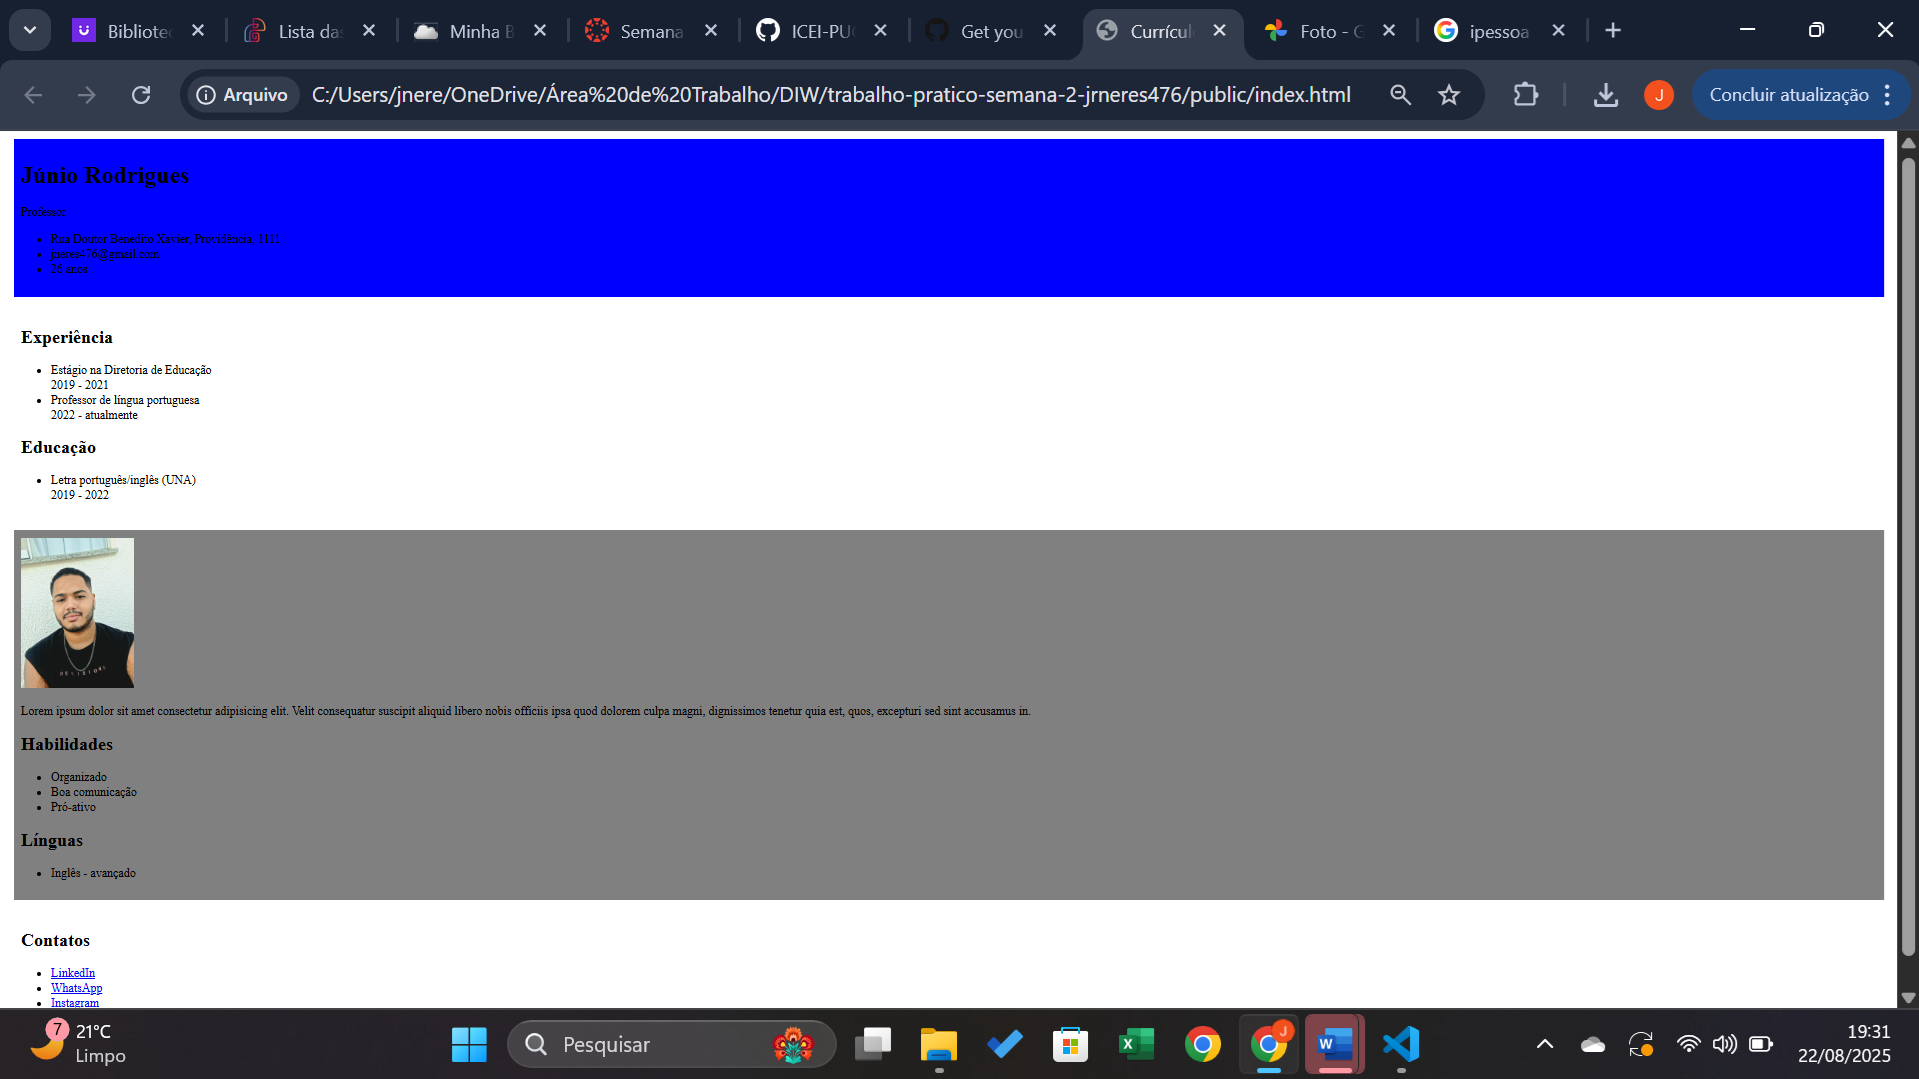 Bibliotec
Lista das
Minha B
Semana
ICEI-PUC
Get you
Currícul
Foto - G
ipessoa
Arquivo
C:/Users/jnere/OneDrive/Área%20de%20Trabalho/DIW/trabalho-pratico-semana-2-jrneres476/public/index.html
J
Concluir atualização
Júnio Rodrigues
Professor
Rua Doutor Benedito Xavier, Providência, 1111
jneres476@gmail.com
26 anos
Experiência
Estágio na Diretoria de Educação
2019 - 2021
Professor de língua portuguesa
2022 - atualmente
Educação
Letra português/inglês (UNA)
2019 - 2022
Lorem ipsum dolor sit amet consectetur adipisicing elit. Velit consequatur suscipit aliquid libero nobis officiis ipsa quod dolorem culpa magni, dignissimos tenetur quia est, quos, excepturi sed sint accusamus in.
Habilidades
Organizado
Boa comunicação
Pró-ativo
Línguas
Inglês - avançado
Contatos
LinkedIn
WhatsApp
Instagram
7
21°C
Limpo
Pesquisar
J
19:31
22/08/2025